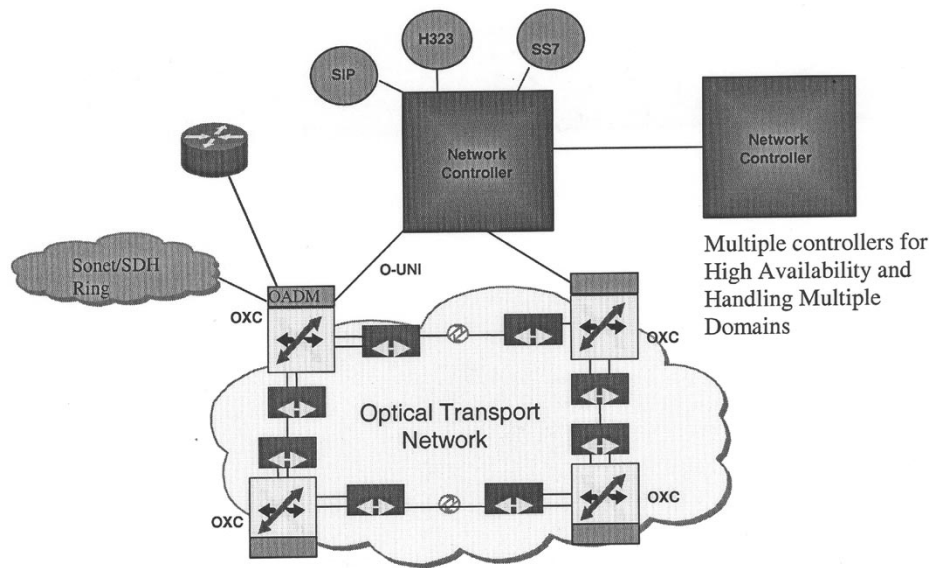 H323
SIP
SS7
Network
Controller
Network
Controller
Sonet/SDH
Ring
O-UNI
Multiple controllers for
High Availability and
Handling Multiple
Domains
OADM
OXC
OXC
Optical Transport
Network
OXC
OXC